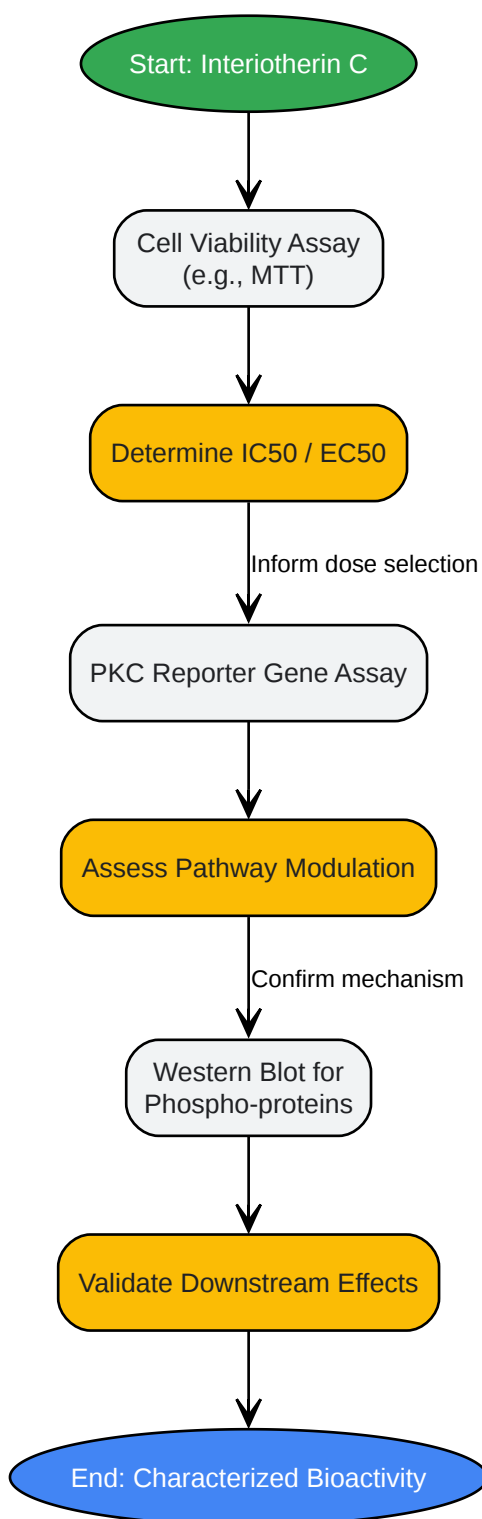 Start: Interiotherin C
Cell Viability Assay
(e.g., MTT)
Determine IC50 / EC50
Inform dose selection
PKC Reporter Gene Assay
Assess Pathway Modulation
Confirm mechanism
Western Blot for
Phospho-proteins
Validate Downstream Effects
End: Characterized Bioactivity